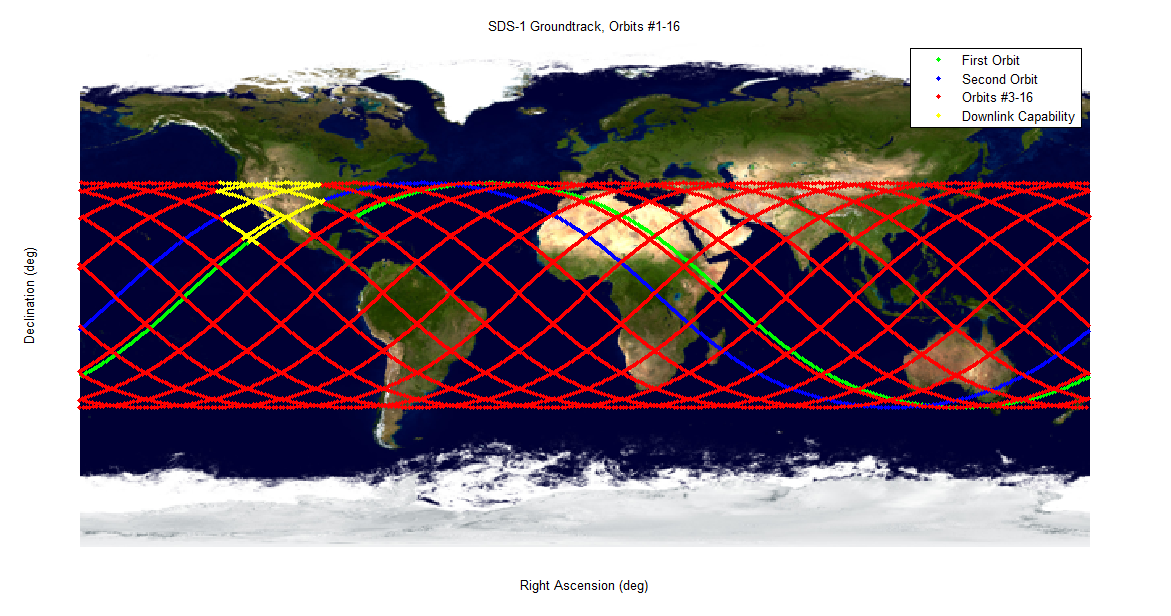 SDS-1 Groundtrack, Orbits #1-16
First Orbit
Second Orbit
Orbits #3-16
Downlink Capability
Declination (deg)
Right Ascension (deg)